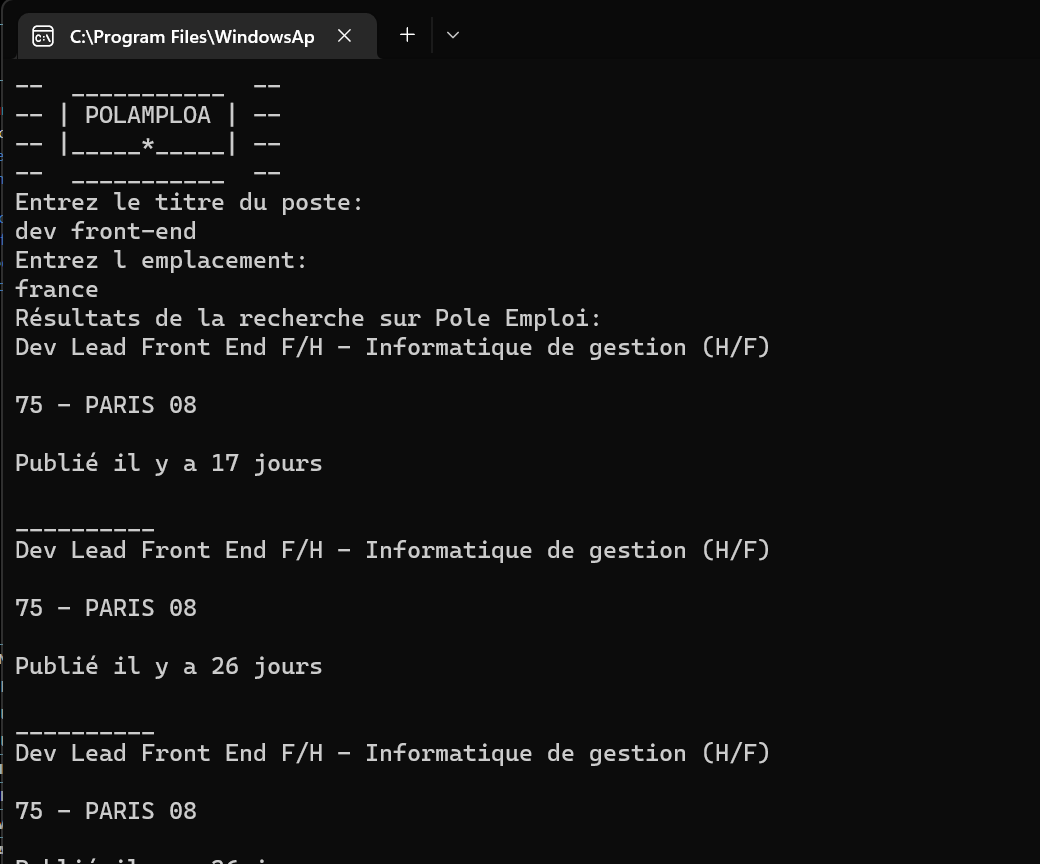 C:\Program Files\WindowsAp
-- ___________ --
-- | POLAMPLOA | --
-- |_____*_____| --
-- ___________ --
Entrez le titre du poste:
dev front-end
Entrez l emplacement:
france
Résultats de la recherche sur Pole Emploi:
Dev Lead Front End F/H - Informatique de gestion (H/F)
75 - PARIS 08
Publié il y a 17 jours
__________
Dev Lead Front End F/H - Informatique de gestion (H/F)
75 - PARIS 08
Publié il y a 26 jours
__________
Dev Lead Front End F/H - Informatique de gestion (H/F)
75 - PARIS 08